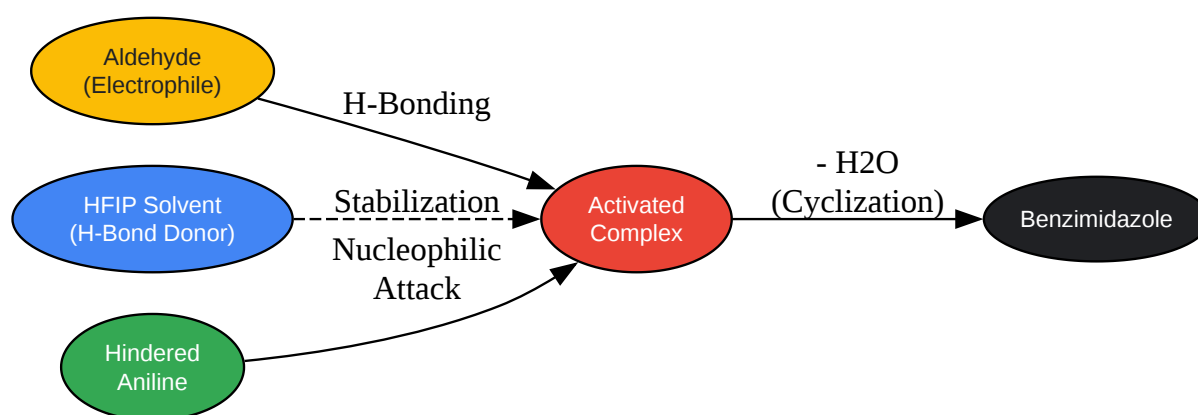 Aldehyde
(Electrophile)
H-Bonding
HFIP Solvent
(H-Bond Donor)
Stabilization
Nucleophilic
Attack
Hindered
Aniline
Activated
Complex
- H2O
(Cyclization)
Benzimidazole